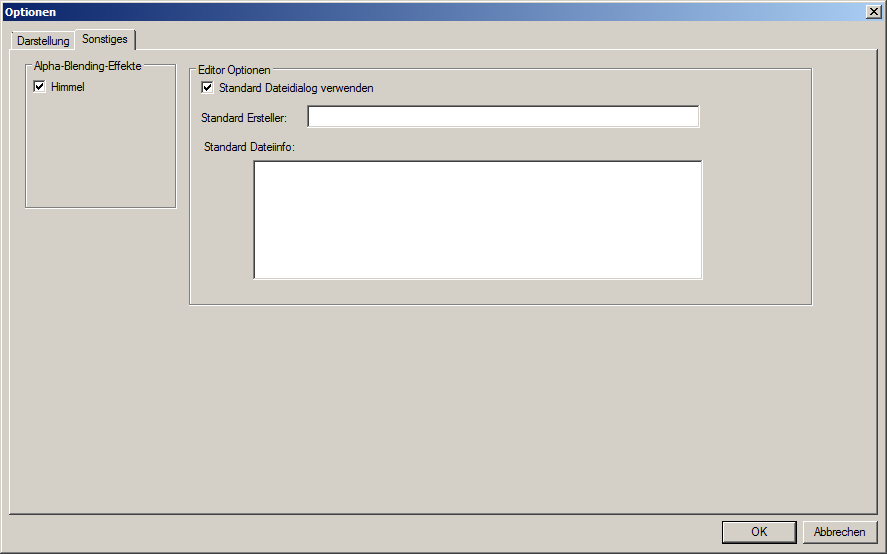 Optionen
Darstellung
Sonstiges
Alpha-Blending-Effekte
Himmel
Editor Optionen
Standard Dateidialog verwenden
Standard Ersteller:
Standard Dateiinfo:
OK
Abbrechen